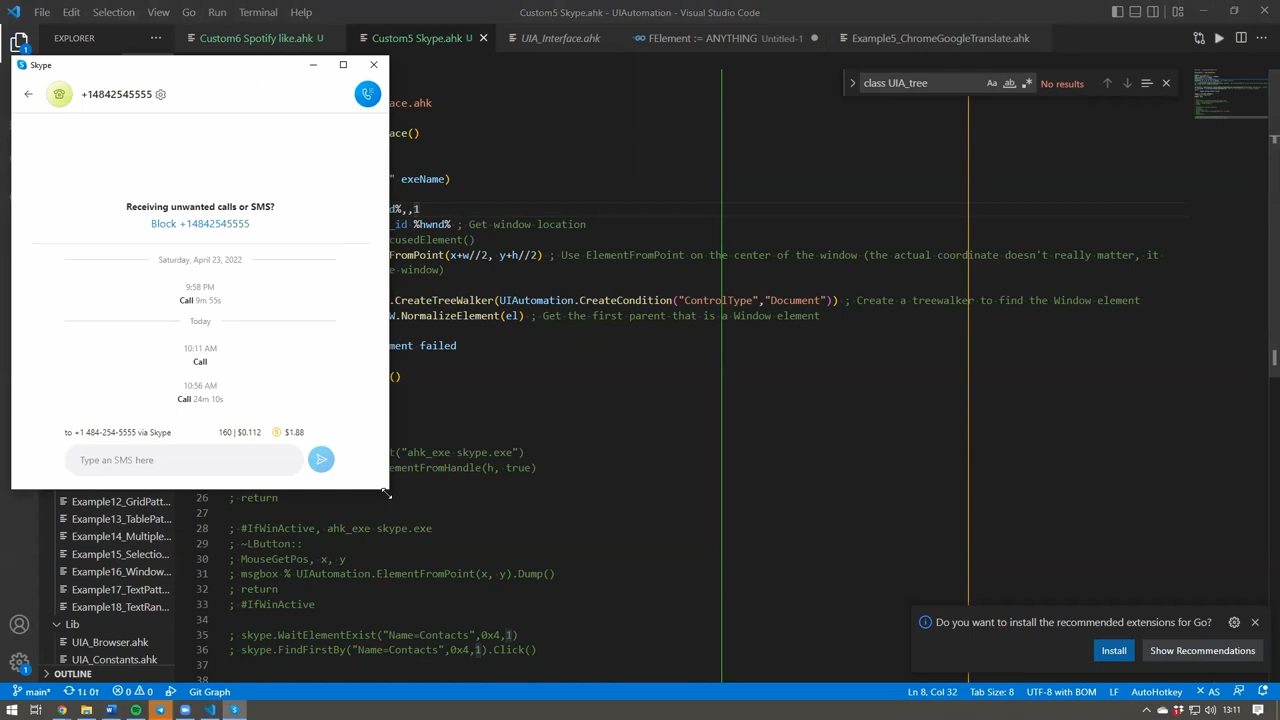 File Edit Selection View Go Run Terminal Help
Custom5 Skype.ahk - UIAutomation - Visual Studio Code
EXPLORER
Custom6 Spotify like.ahk U
Custom5 Skype.ahk U
UIA_Interface.ahk
FElement := ANYTHING Untitled-1
Example5_ChromeGoogleTranslate.ahk
Skype
class UIA_tree
Aa ab
No results
+14842545555
ace.ahk
ace()
" exeName)
Receiving unwanted calls or SMS?
Block +14842545555
d%,,1
_id %hwnd% ; Get window location
cusedElement()
FromPoint(x+w//2, y+h//2) ; Use ElementFromPoint on the center of the window (the actual coordinate doesn't really matter, it
e window)
Saturday, April 23, 2022
9:58 PM
Call 9m 55s
.CreateTreeWalker(UIAutomation.CreateCondition("ControlType","Document")) ; Create a treewalker to find the Window element
W.NormalizeElement(el) ; Get the first parent that is a Window element
Today
10:11 AM
Call
ment failed
()
10:56 AM
Call 24m 10s
to +1 484-254-5555 via Skype 160 | $0.112 $1.88
Type an SMS here
t("ahk_exe skype.exe")
ementFromHandle(h, true)
26 ; return
27
28 ; #IfWinActive, ahk_exe skype.exe
29 ; ~LButton::
30 ; MouseGetPos, x, y
31 ; msgbox % UIAutomation.ElementFromPoint(x, y).Dump()
32 ; return
33 ; #IfWinActive
34
35 ; skype.WaitElementExist("Name=Contacts",0x4,1)
36 ; skype.FindFirstBy("Name=Contacts",0x4,1).Click()
37
38
Example12_GridPatt...
Example13_TablePat...
Example14_Multiple...
Example15_Selectio...
Example16_Window...
Example17_TextPatt...
Example18_TextRan...
Lib
UIA_Browser.ahk
UIA_Constants.ahk
OUTLINE
Do you want to install the recommended extensions for Go?
Install
Show Recommendations
main* 1↓ 0↑ 0 0 Git Graph
Ln 8, Col 32 Tab Size: 8 UTF-8 with BOM LF AutoHotkey AS
13:11